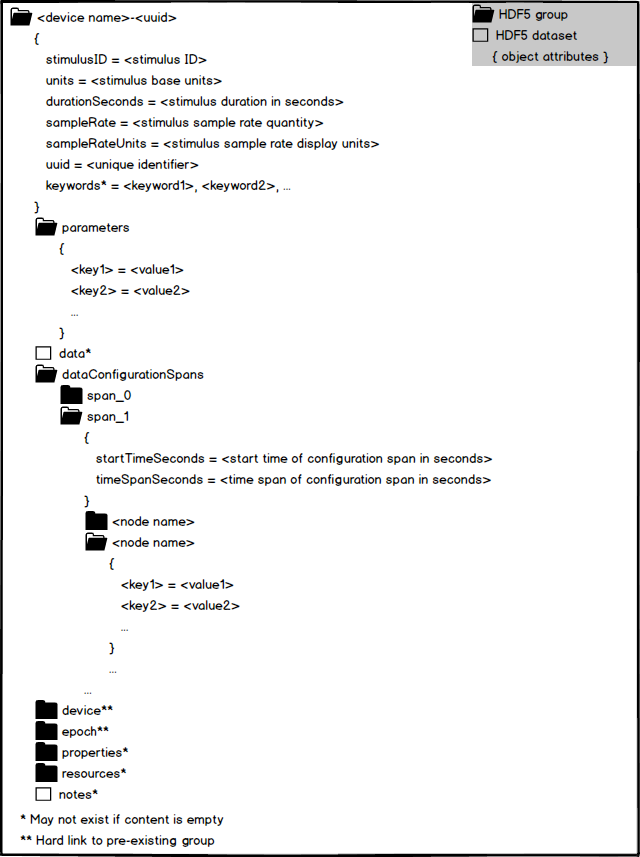 <device name>-<uuid>
HDF5 group
{
HDF5 dataset
stimulusID = <stimulus ID>
{ object attributes }
units = <stimulus base units>
durationSeconds = <stimulus duration in seconds>
sampleRate = <stimulus sample rate quantity>
sampleRateUnits = <stimulus sample rate display units>
uuid = <unique identifier>
keywords* = <keyword1>, <keyword2>, ...
}
parameters
{
<key1> = <value1>
<key2> = <value2>
...
}
data*
dataConfigurationSpans
span_0
span_1
{
startTimeSeconds = <start time of configuration span in seconds>
timeSpanSeconds = <time span of configuration span in seconds>
}
<node name>
<node name>
{
<key1> = <value1>
<key2> = <value2>
...
}
...
...
device**
epoch**
properties*
resources*
notes*
* May not exist if content is empty
** Hard link to pre-existing group